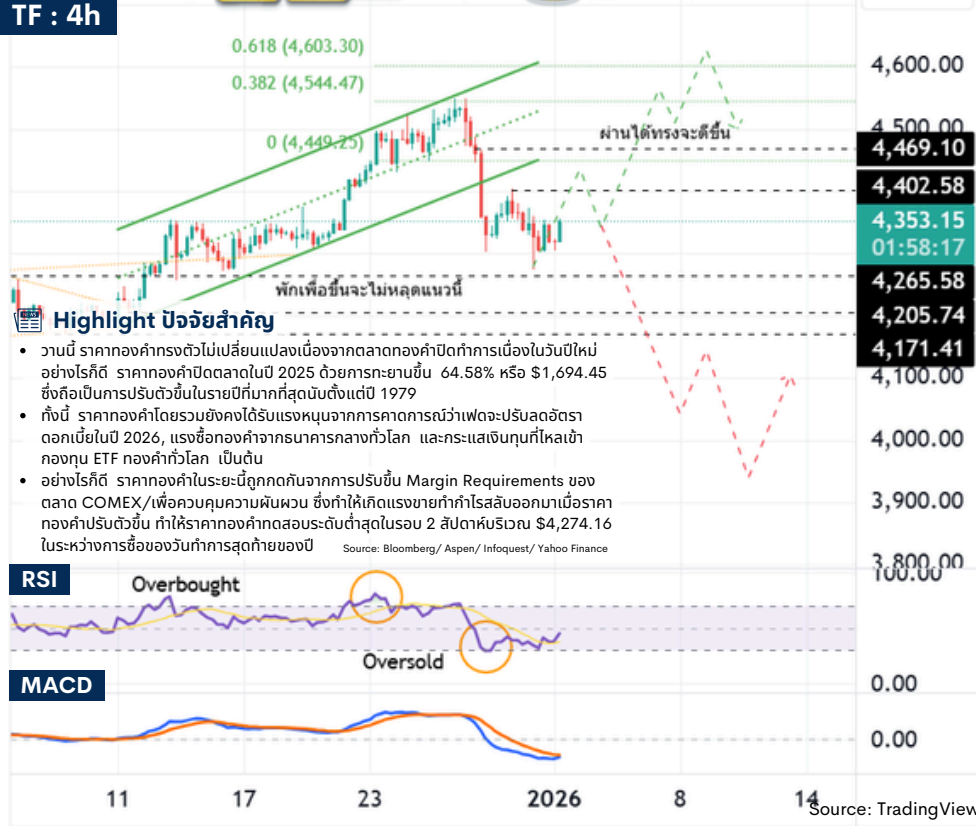 TF : 4h
0.618 (4,603.30)
0.382 (4,544.47)
0 (4,449.25)
ผ่านได้ทรงจะดีขึ้น
พักเพื่อขึ้นจะไม่หลุดแนวนี้
4,600.00
4,500.00
4,469.10
4,402.58
4,353.15
01:58:17
4,265.58
4,205.74
4,171.41
4,100.00
4,000.00
3,900.00
3,800.00
NEWS
Highlight ปัจจัยสำคัญ
• วานนี้ ราคาทองคำทรงตัวไม่เปลี่ยนแปลงเนื่องจากตลาดทองคำปิดทำการเนื่องในวันปีใหม่
อย่างไรก็ดี ราคาทองคำปิดตลาดในปี 2025 ด้วยการทะยานขึ้น 64.58% หรือ $1,694.45
ซึ่งถือเป็นการปรับตัวขึ้นในรายปีที่มากที่สุดนับตั้งแต่ปี 1979
• ทั้งนี้ ราคาทองคำโดยรวมยังคงได้รับแรงหนุนจากการคาดการณ์ว่าเฟดจะปรับลดอัตรา
ดอกเบี้ยในปี 2026, แรงซื้อทองคำจากธนาคารกลางทั่วโลก และกระแสเงินทุนที่ไหลเข้า
กองทุน ETF ทองคำทั่วโลก เป็นต้น
• อย่างไรก็ดี ราคาทองคำในระยะนี้ถูกกดกันจากการปรับขึ้น Margin Requirements ของ
ตลาด COMEX/เพื่อควบคุมความผันผวน ซึ่งทำให้เกิดแรงขายทำกำไรสลับออกมาเมื่อราคา
ทองคำปรับตัวขึ้น ทำให้ราคาทองคำทดสอบระดับต่ำสุดในรอบ 2 สัปดาห์บริเวณ $4,274.16
ในระหว่างการซื้อของวันทำการสุดท้ายของปี
Source: Bloomberg/ Aspen/ Infoquest/ Yahoo Finance
RSI
Overbought
Oversold
100.00
0.00
MACD
0.00
11 17 23 2026 8 14
Source: TradingView